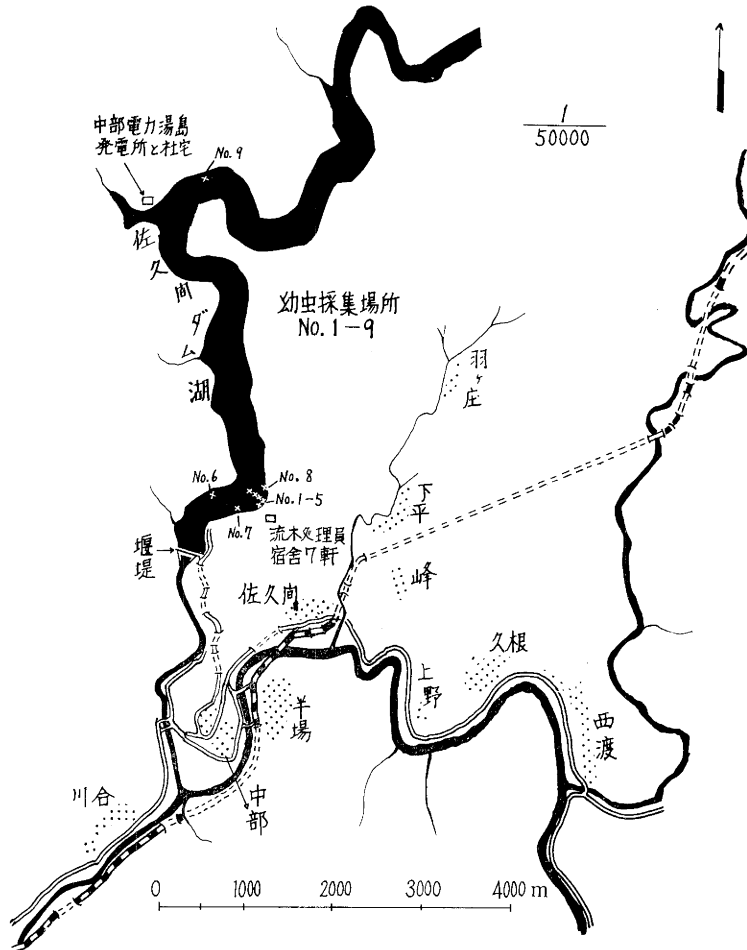 中部電力湯島
発電所と社宅
No. 9
1
50000
佐久間ダム湖
幼虫採集場所
No. 1-9
羽ヶ庄
No. 6
No. 8
No. 1-5
No. 7
下平
流木処理員
宿舎7軒
堰堤
佐久間
峰
久根
上野
半場
西渡
川合
中部
0 1000 2000 3000 4000 m